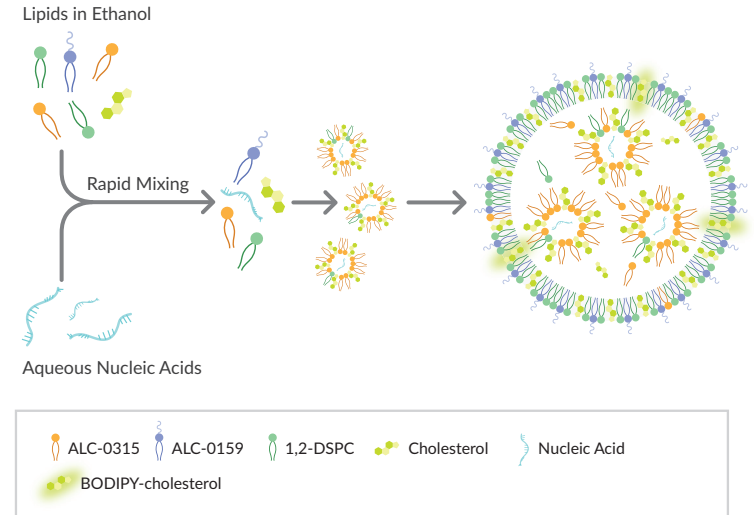 Lipids in Ethanol
Rapid Mixing
Aqueous Nucleic Acids
ALC-0315 ALC-0159 1,2-DSPC Cholesterol Nucleic Acid
BODIPY-cholesterol